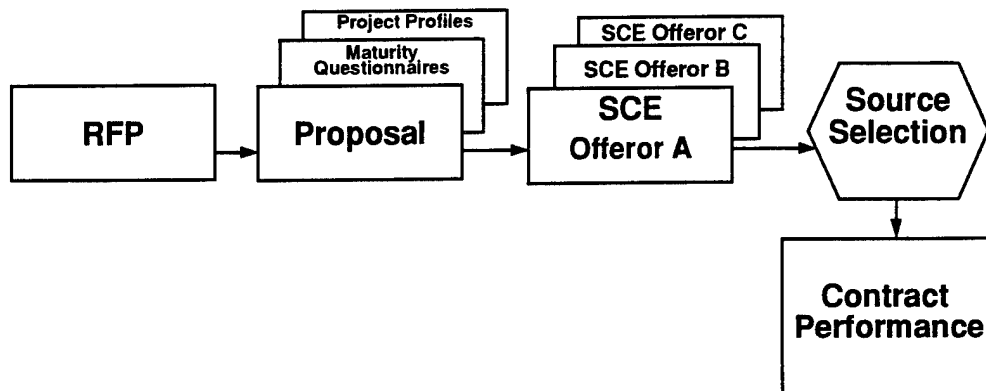 RFP
Project Profiles
Maturity
Questionnaires
Proposal
SCE Offeror C
SCE Offeror B
SCE
Offeror A
Source
Selection
Contract
Performance